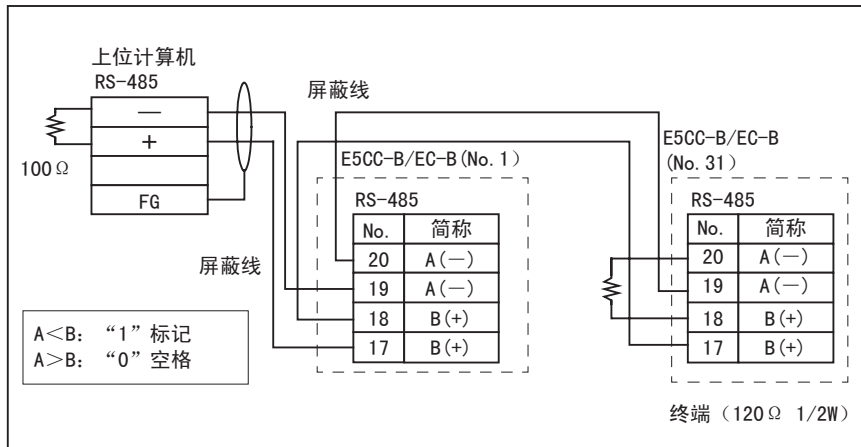 上位计算机
RS-485
—
+
FG
100Ω
屏蔽线
屏蔽线
E5CC-B/EC-B(No.1)
RS-485
No. 简称
20 A(—)
19 A(—)
18 B(+)
17 B(+)
E5CC-B/EC-B
(No.31)
RS-485
No. 简称
20 A(—)
19 A(—)
18 B(+)
17 B(+)
A<B: “1”标记
A>B: “0”空格
终端（120Ω 1/2W）